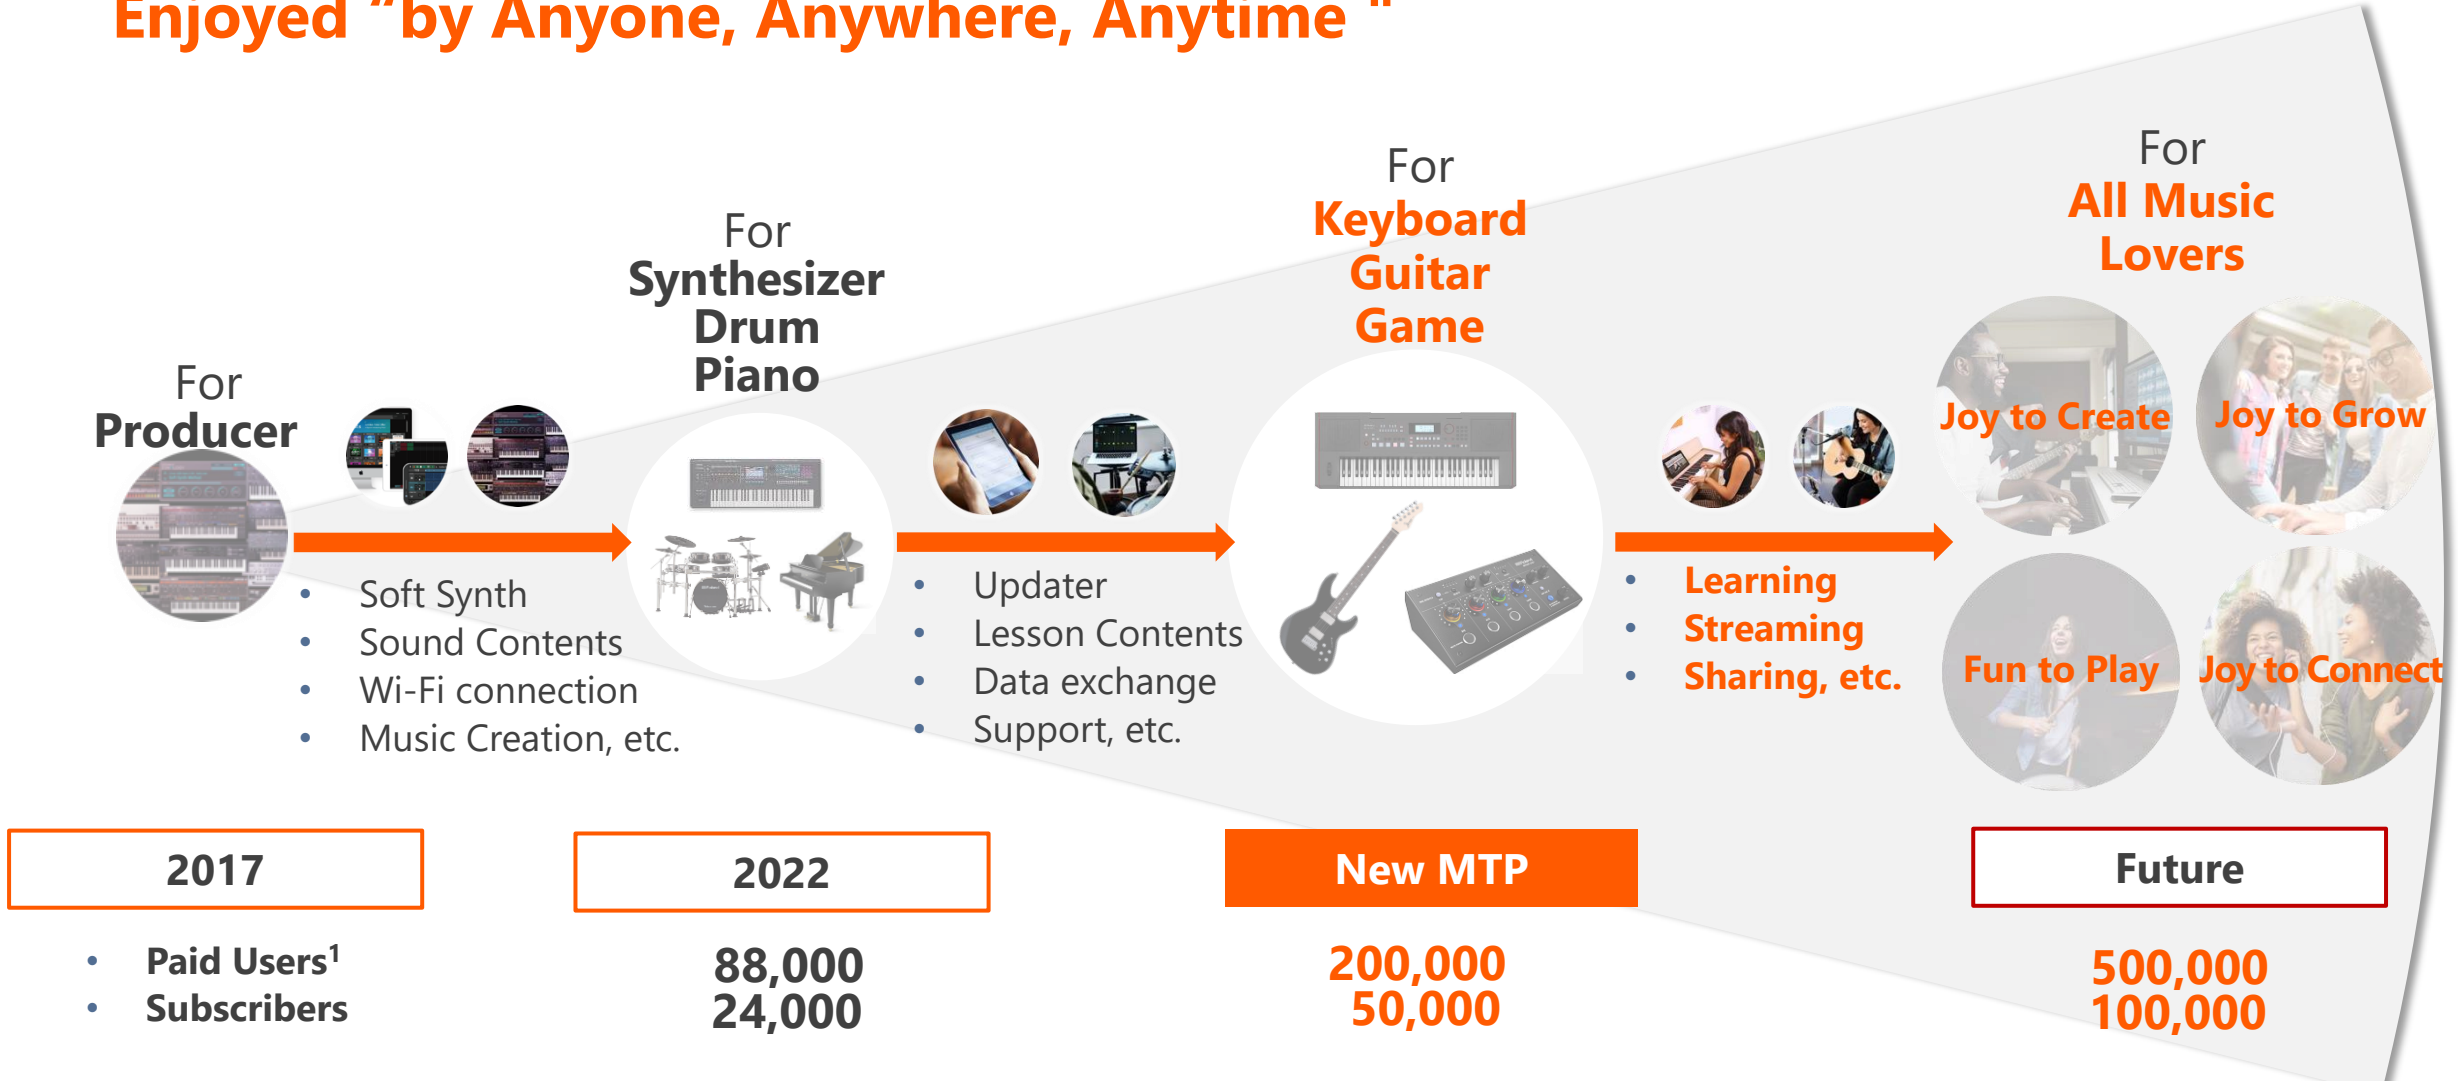 Enjoyed “by Anyone, Anywhere, Anytime "
For
Producer
Soft Synth
Sound Contents
Wi-Fi connection
Music Creation, etc.
For
Synthesizer
Drum
Piano
Updater
Lesson Contents
Data exchange
Support, etc.
For
Keyboard
Guitar
Game
Learning
Streaming
Sharing, etc.
For
All Music
Lovers
Joy to Create
Joy to Grow
Fun to Play
Joy to Connect
2017
2022
New MTP
Future
• Paid Users¹ 88,000 200,000 500,000
• Subscribers 24,000 50,000 100,000